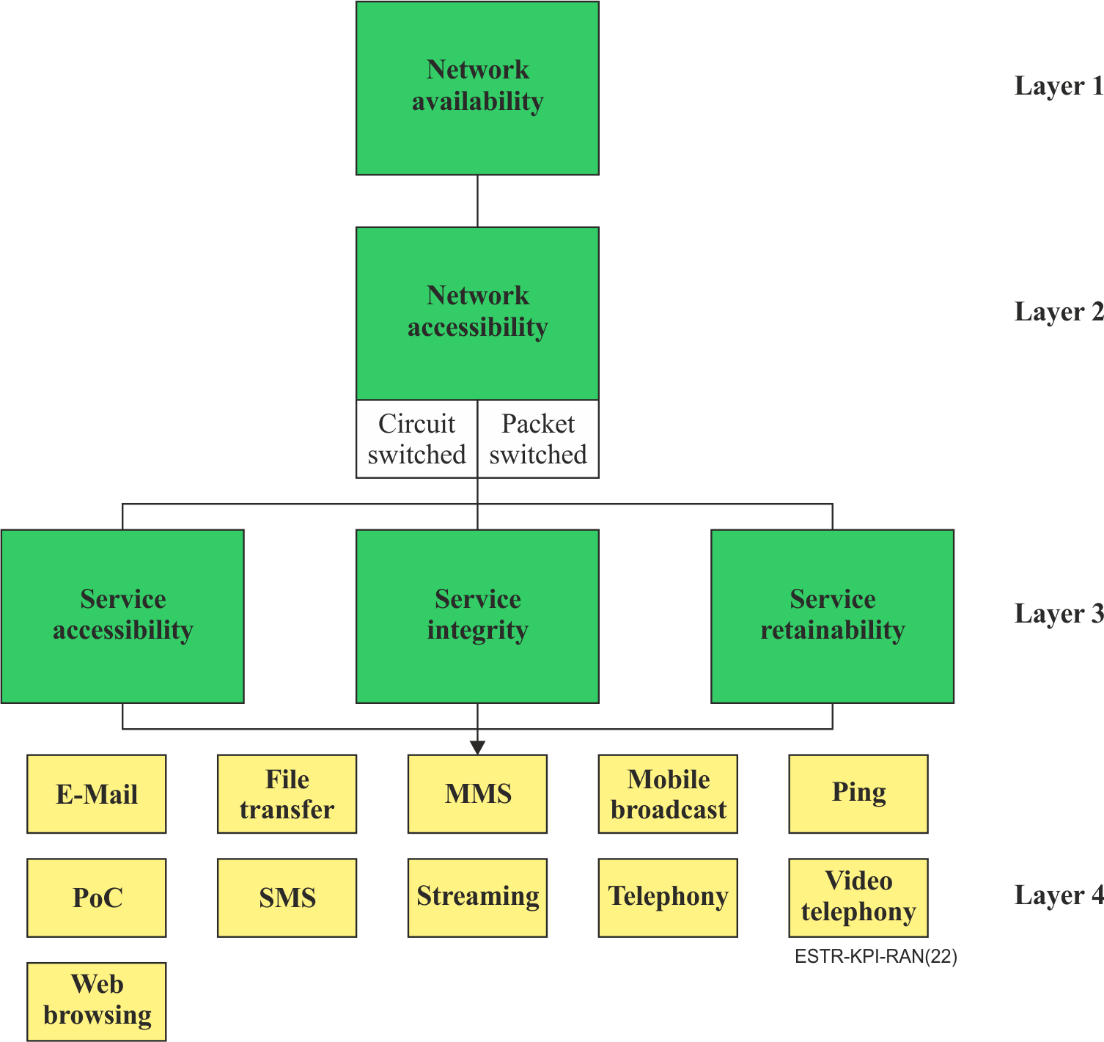 Network
availability
Layer 1
Network
accessibility
Layer 2
Circuit
switched
Packet
switched
Service
accessibility
Service
integrity
Service
retainability
Layer 3
E-Mail
File
transfer
MMS
Mobile
broadcast
Ping
PoC
SMS
Streaming
Telephony
Video
telephony
Layer 4
ESTR-KPI-RAN(22)
Web
browsing